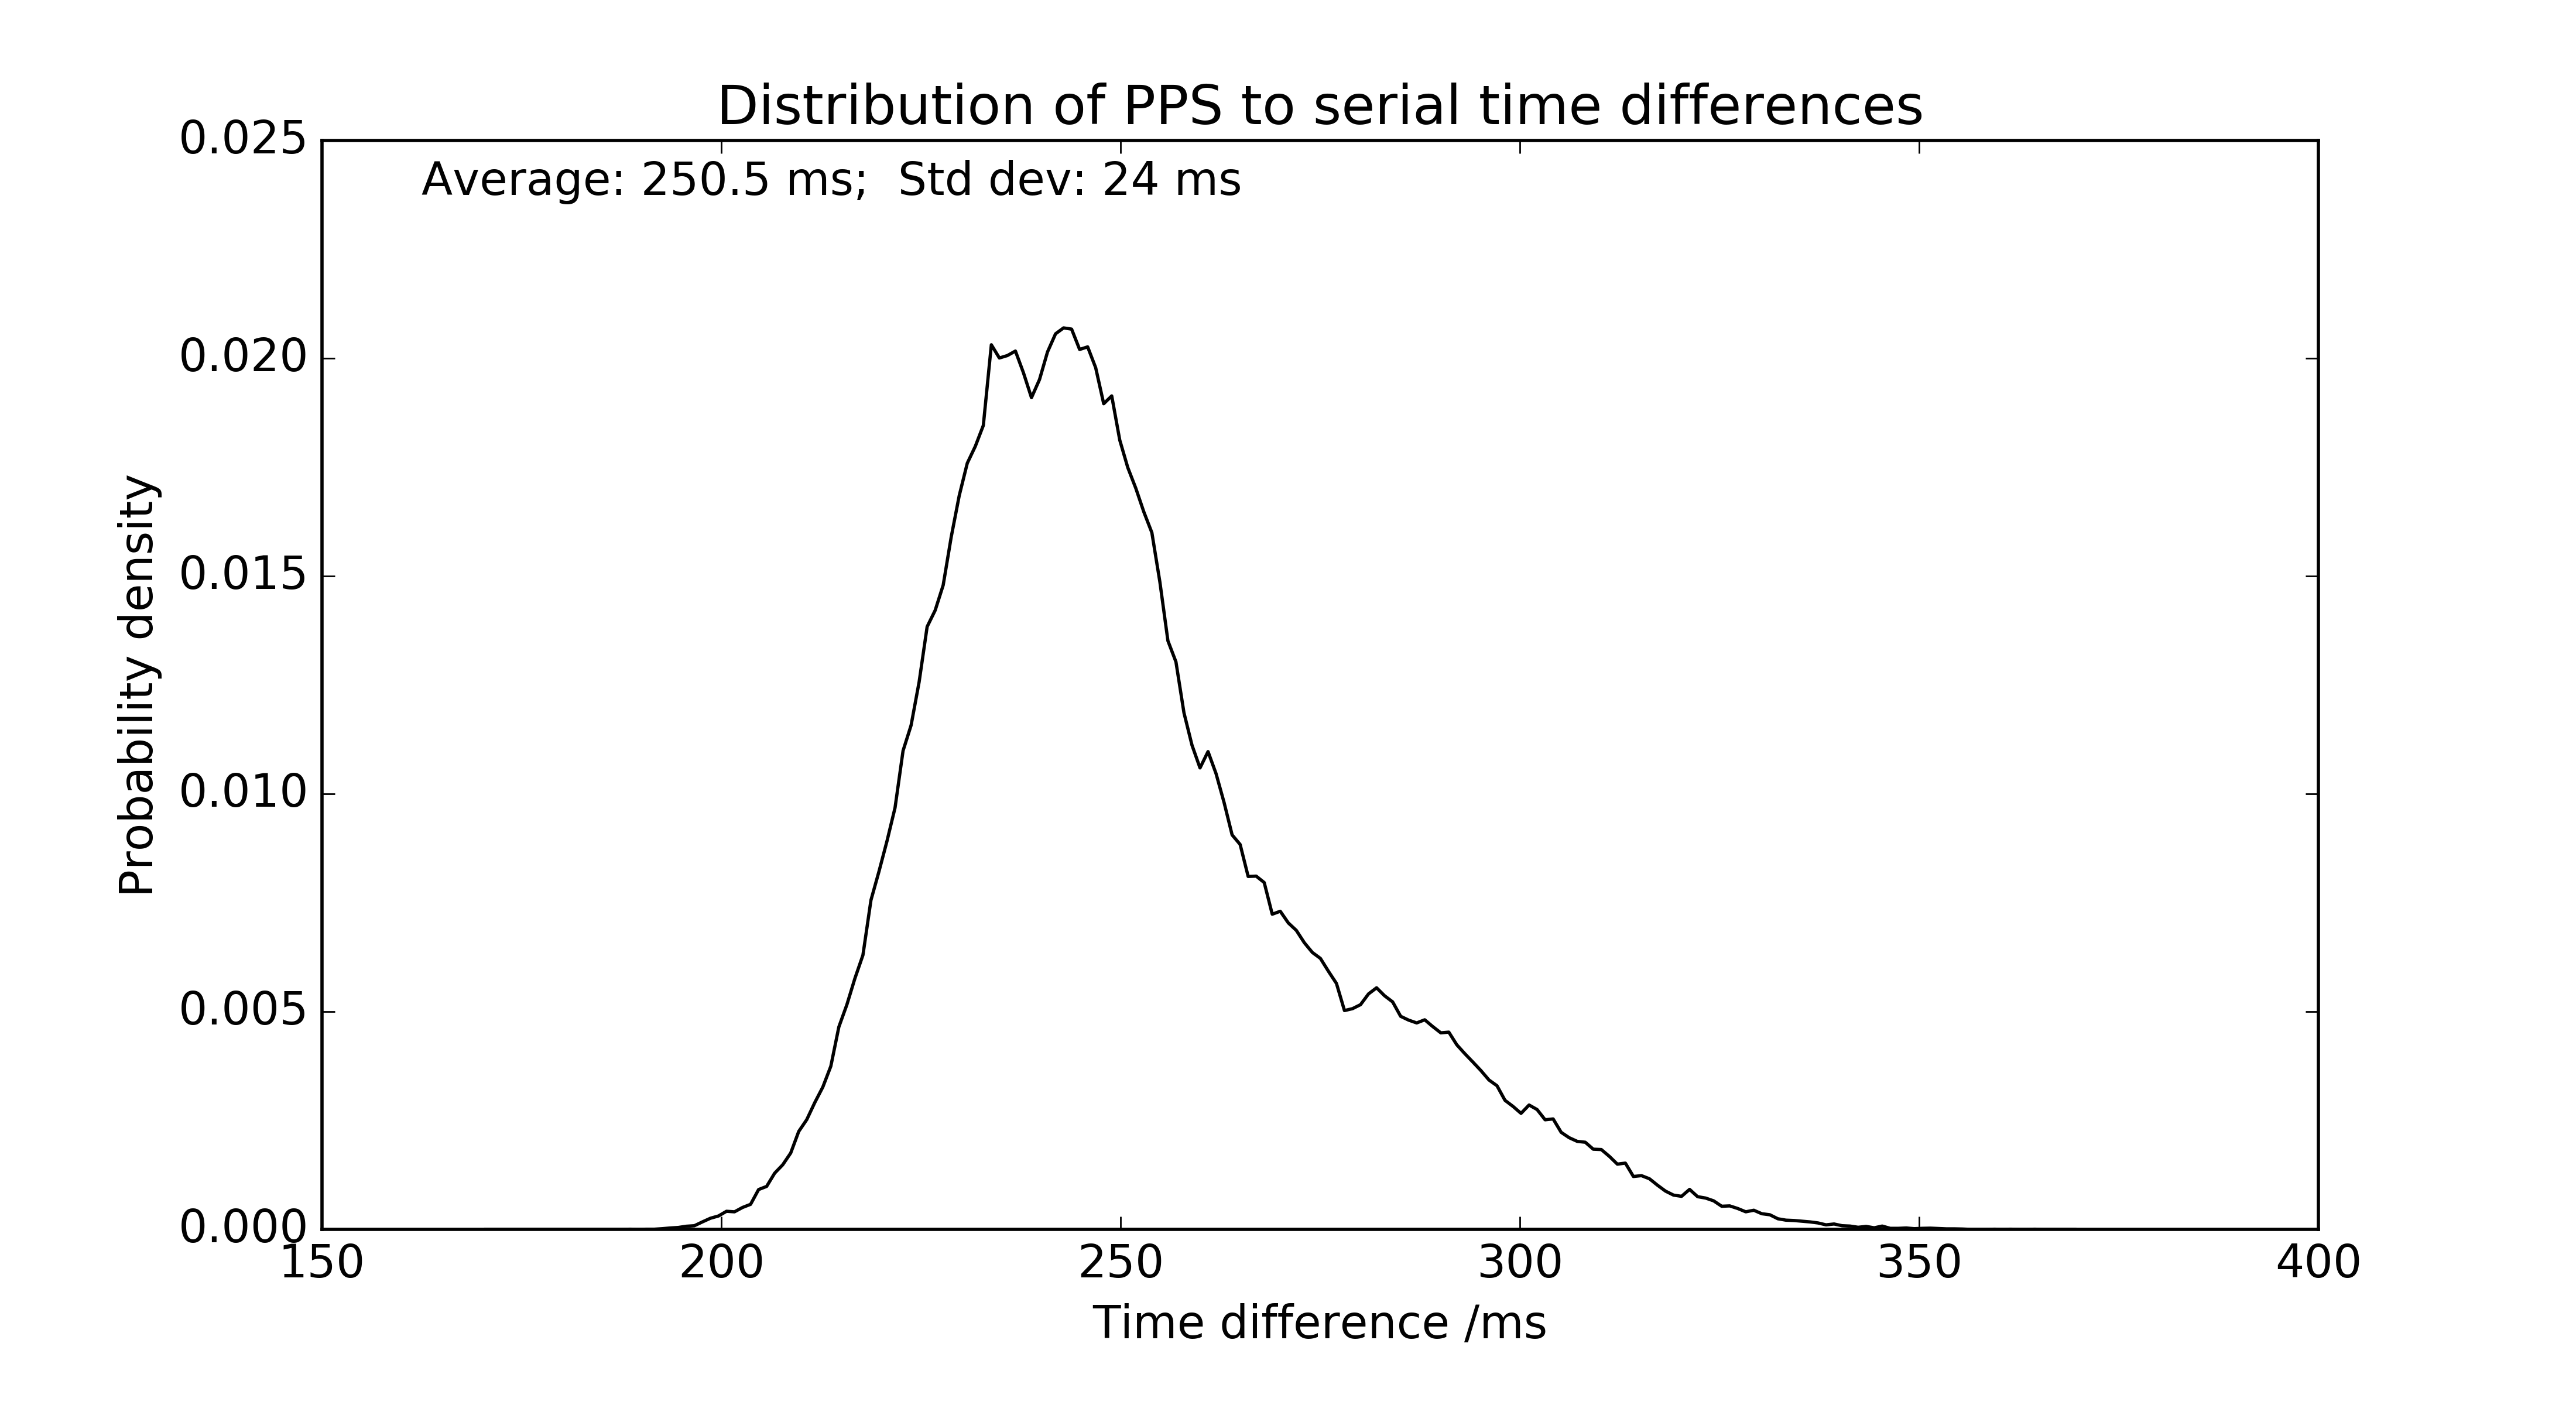 Distribution of PPS to serial time differences
Average: 250.5 ms;  Std dev: 24 ms
0.025
0.020
0.015
0.010
0.005
0.000
Probability density
150 200 250 300 350 400
Time difference /ms